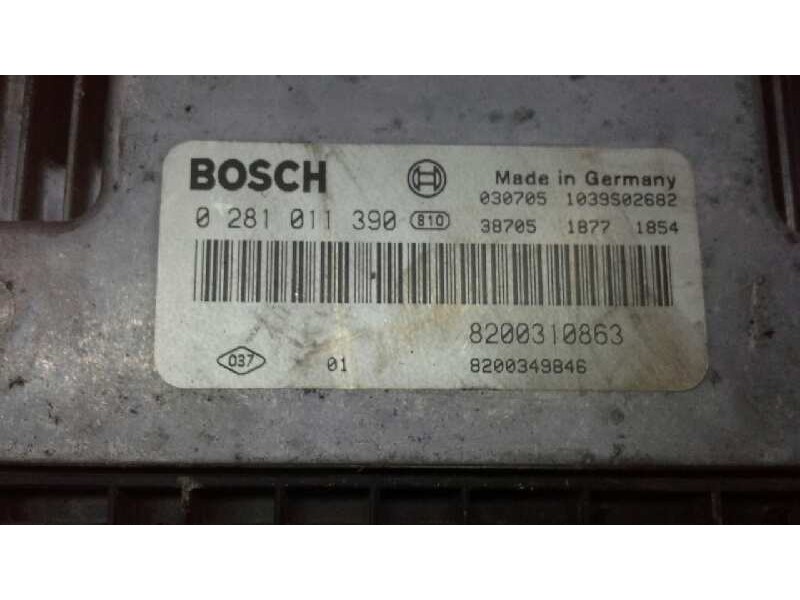 BOSCH
Made in Germany
030705 1039S02682
0 281 011 390 810
38705 1877 1854
8200310863
037 01
8200349846